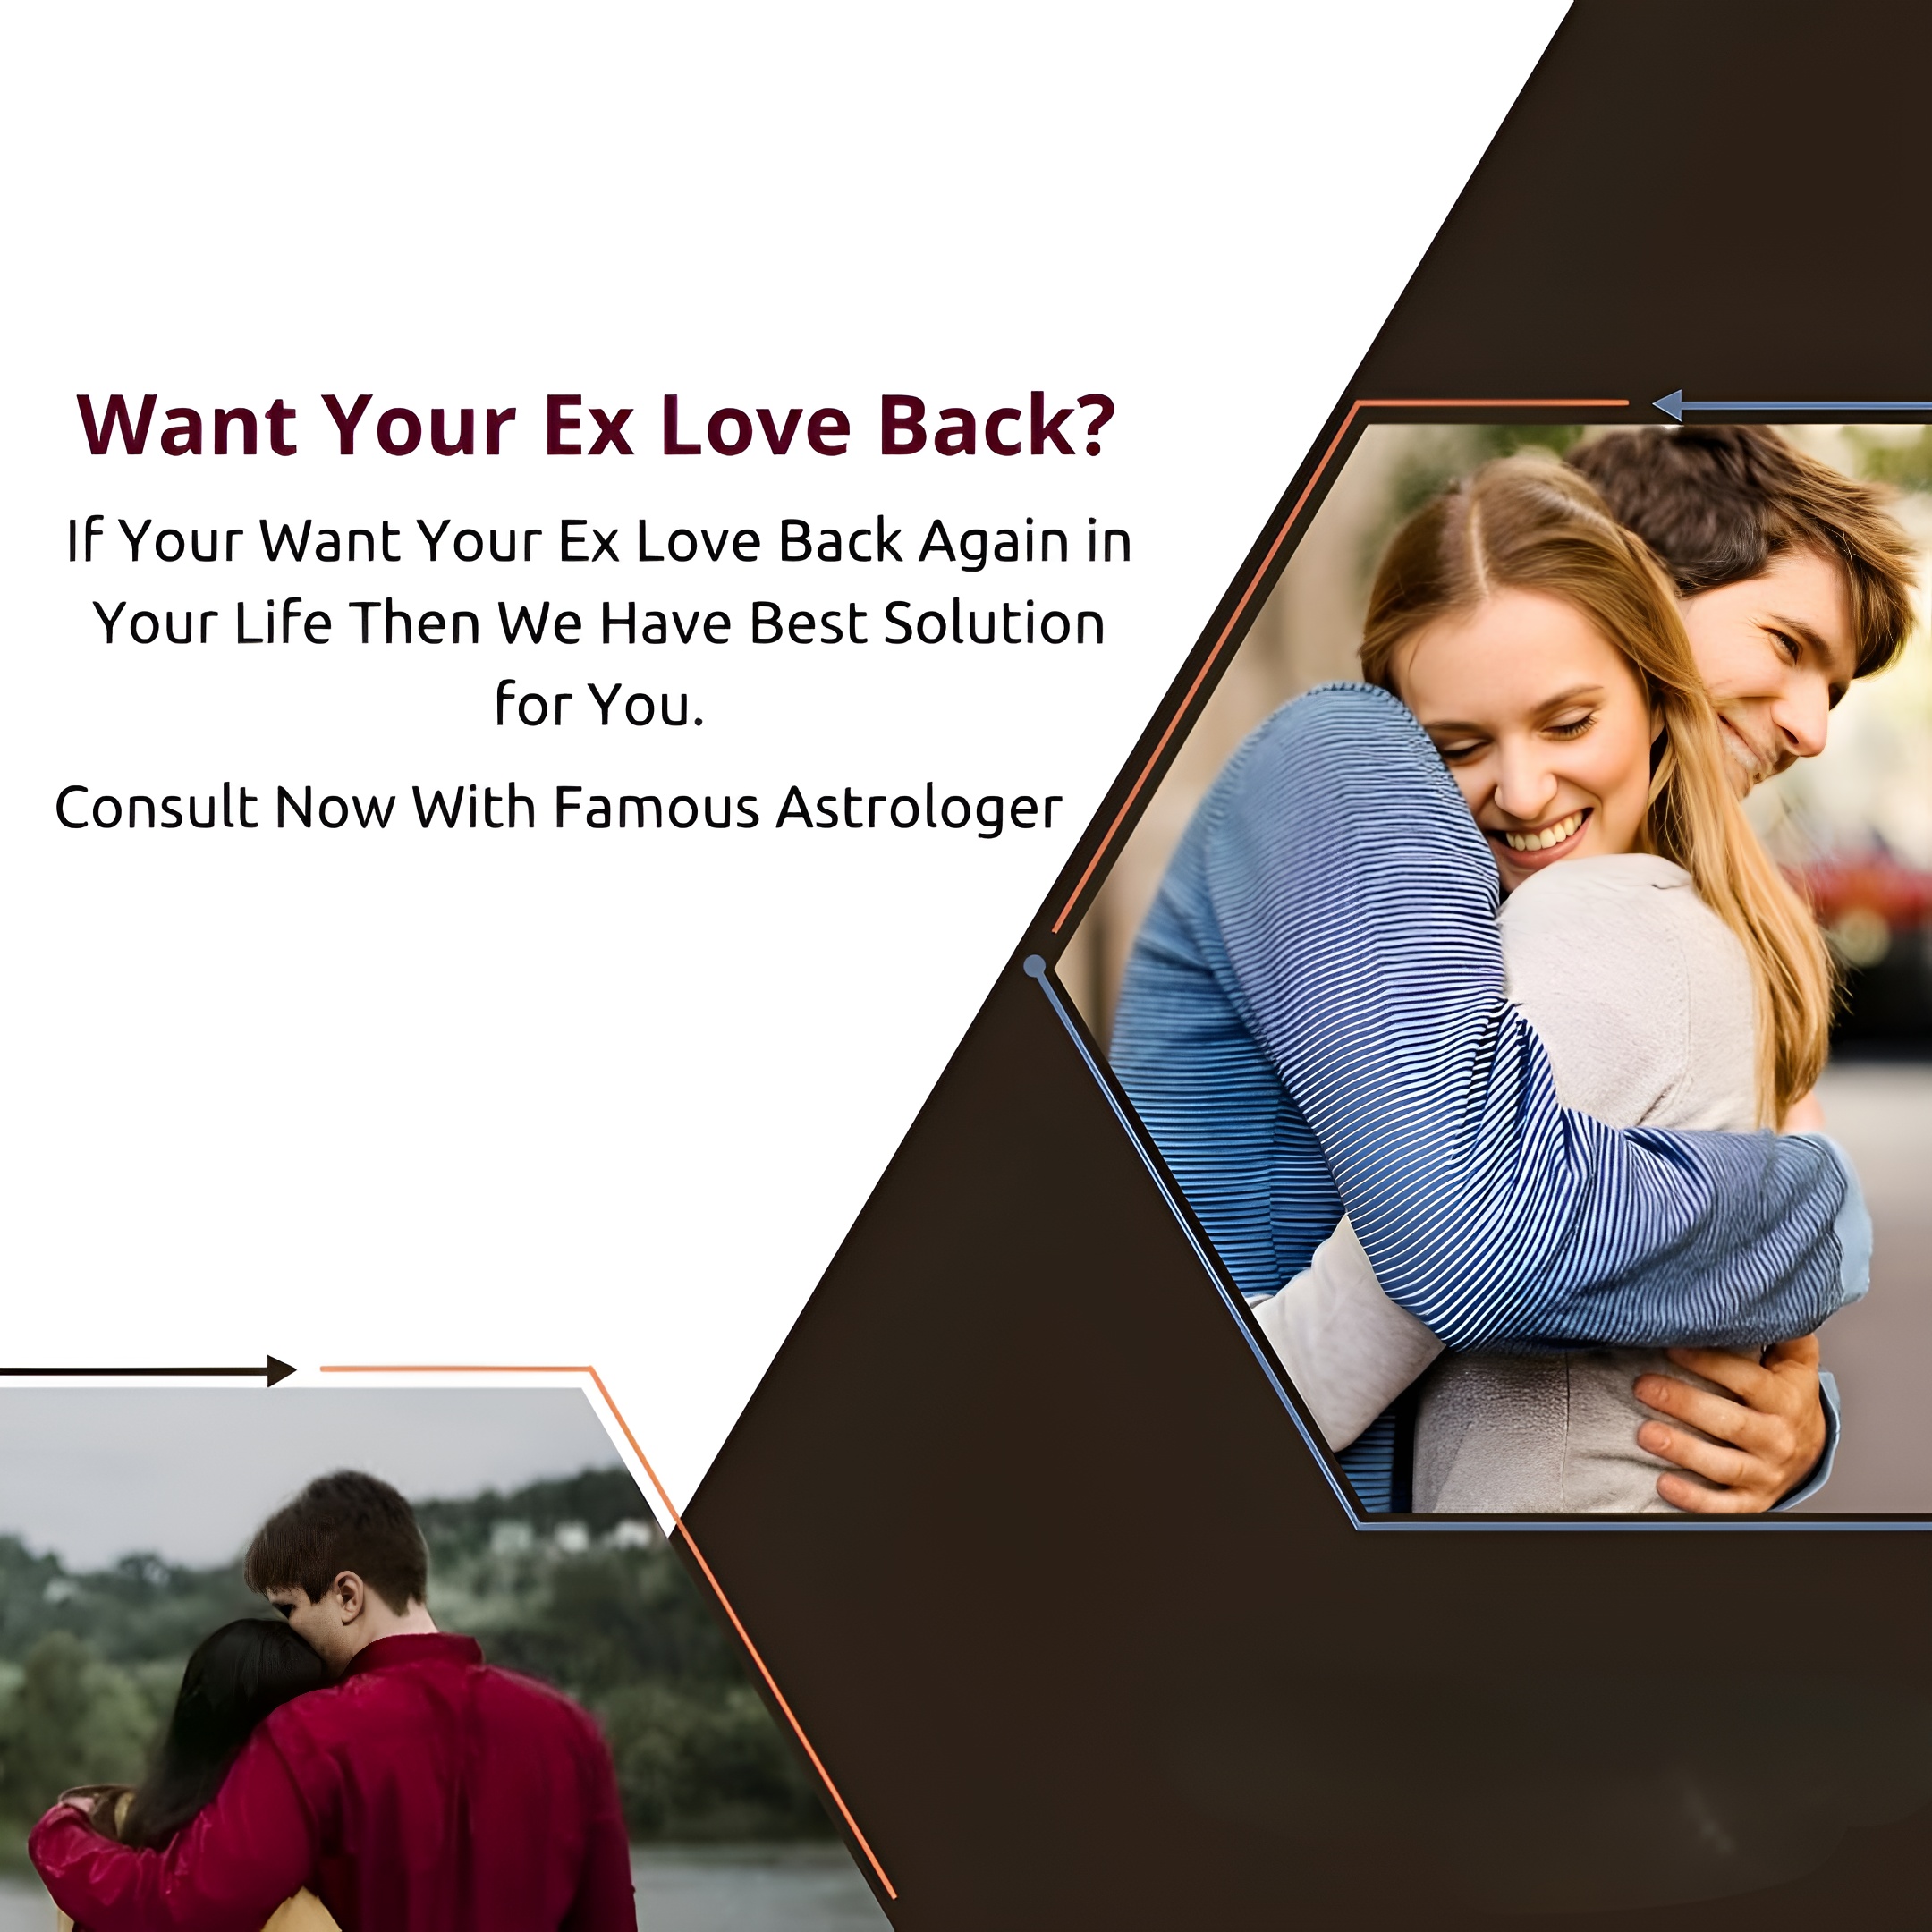 Want Your Ex Love Back?
If Your Want Your Ex Love Back Again in
Your Life Then We Have Best Solution
for You.
Consult Now With Famous Astrologer